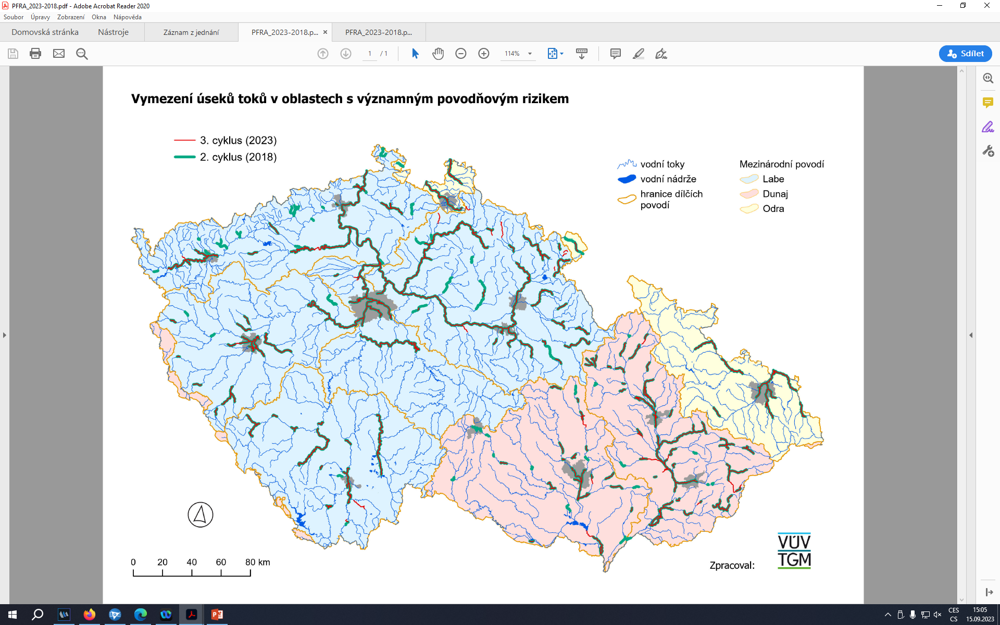 PFRA_2023-2018.pdf - Adobe Acrobat Reader 2020
Soubor Úpravy Zobrazení Okna Nápověda
Domovská stránka Nástroje Záznam z jednání PFRA_2023-2018.p... × PFRA_2023-2018.p...
1 / 1 114% Sdílet
Vymezení úseků toků v oblastech s významným povodňovým rizikem
3. cyklus (2023)
2. cyklus (2018)
vodní toky
vodní nádrže
hranice dílčích
povodí
Mezinárodní povodí
Labe
Dunaj
Odra
0 20 40 60 80 km
Zpracoval:
VÚV
TGM
CES
CS
15:05
15.09.2023